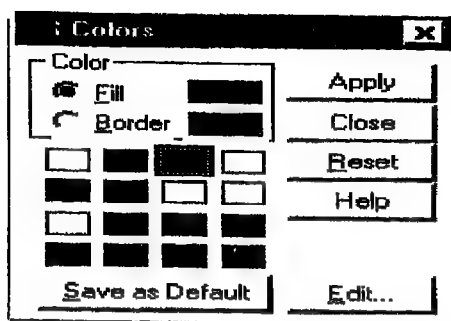 Colors
Color
Fill
Border
Apply
Close
Reset
Help
Save as Default
Edit...